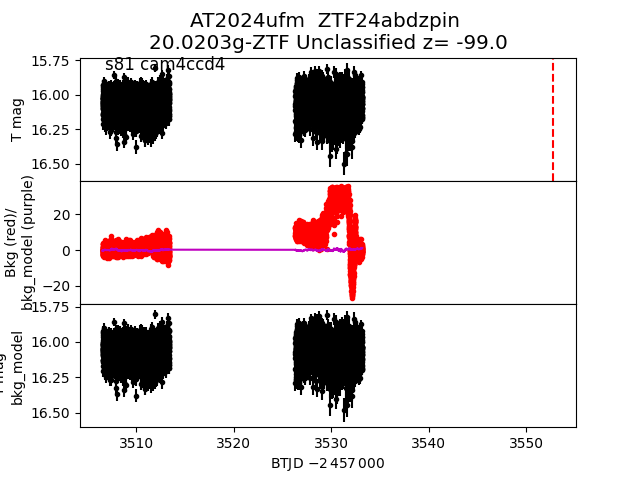 AT2024ufm  ZTF24abdzpin
20.0203g-ZTF Unclassified z= -99.0
s81 cam4ccd4
15.75
16.00
16.25
16.50
T mag
20
0
−20
Bkg (red)/
bkg_model (purple)
15.75
16.00
16.25
16.50
mag
bkg_model
3510 3520 3530 3540 3550
BTJD −2 457 000